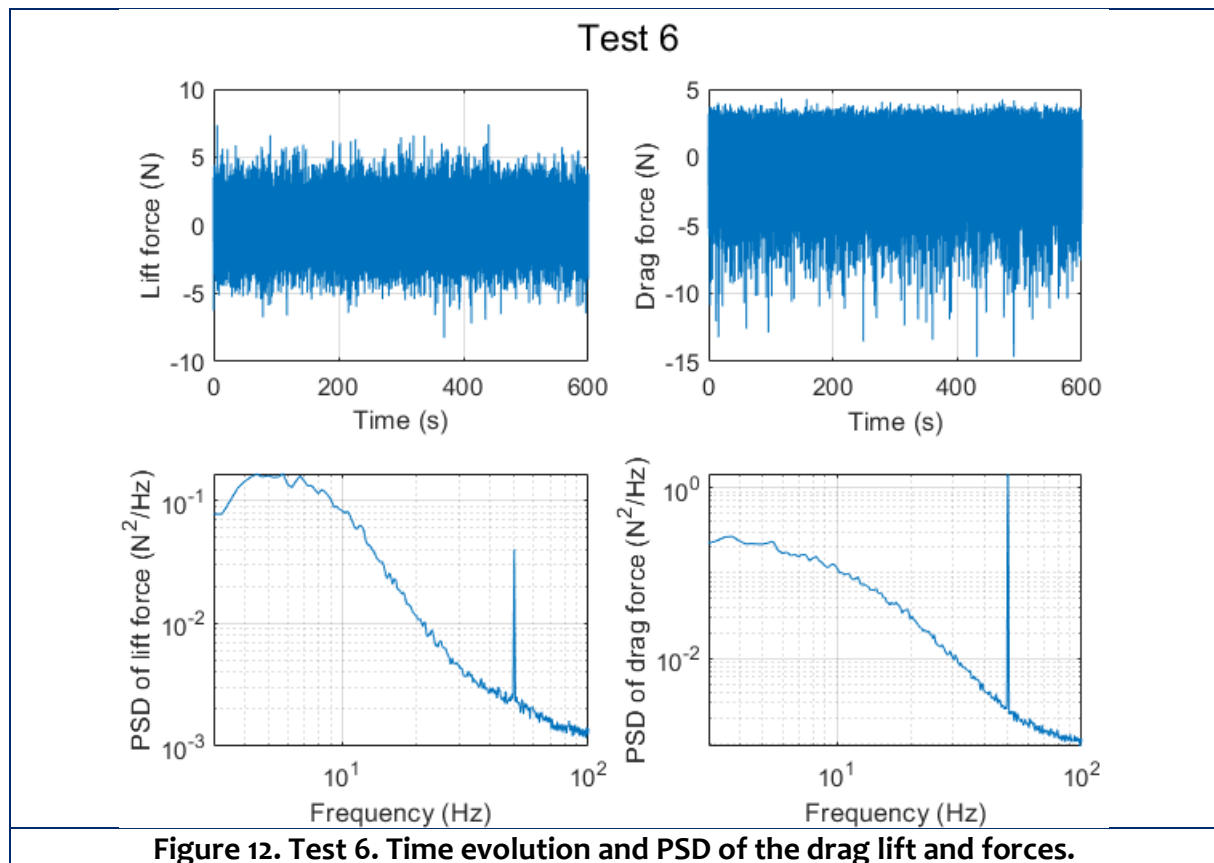 Test 6
10
5
0
-5
-10
Lift force (N)
0
200
400
600
Time (s)
5
0
-5
-10
-15
Drag force (N)
0
200
400
600
Time (s)
10^-1
10^-2
10^-3
PSD of lift force (N^2/Hz)
10^1
10^2
Frequency (Hz)
10^0
10^-2
PSD of drag force (N^2/Hz)
10^1
10^2
Frequency (Hz)
Figure 12. Test 6. Time evolution and PSD of the drag lift and forces.